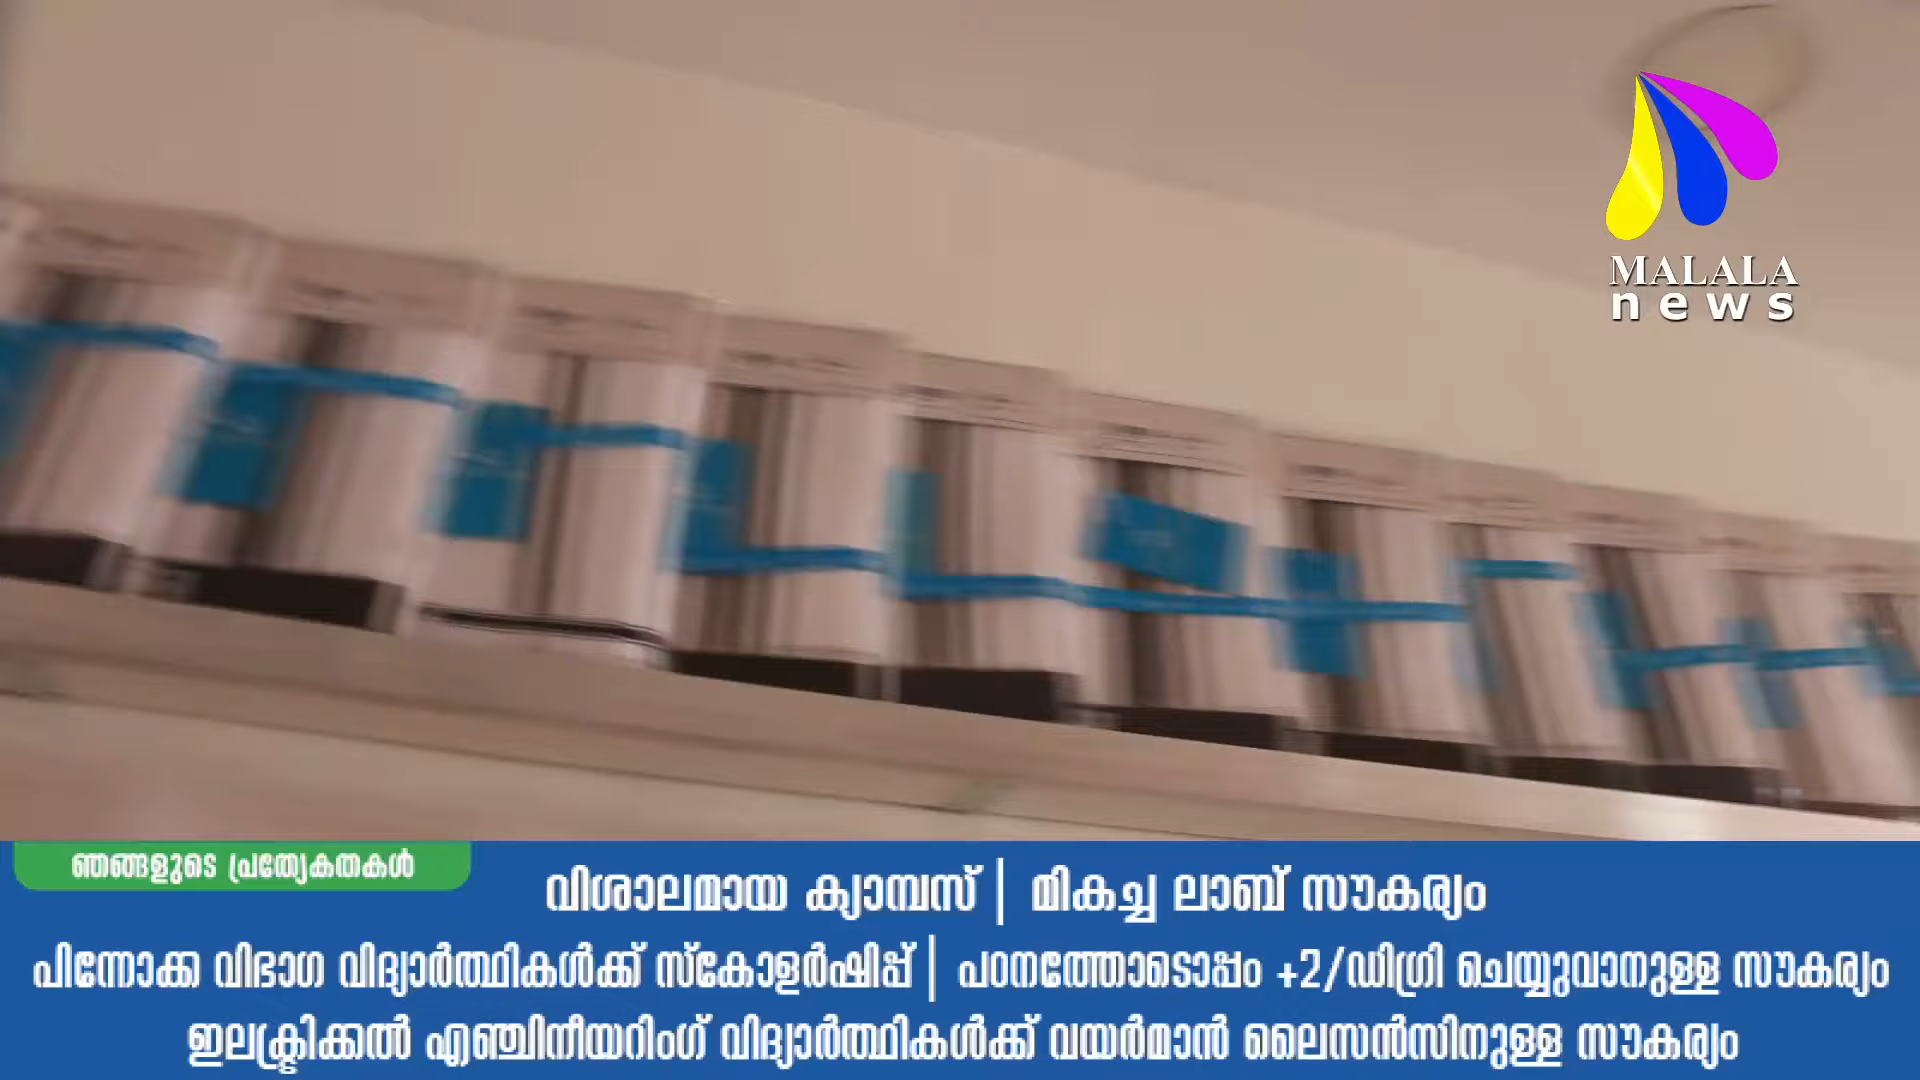 MALALA
news
ഞങ്ങളുടെ പ്രത്യേകതകൾ
വിശാലമായ ക്യാമ്പസ് | മികച്ച ലാബ് സൗകര്യം
പിന്നോക്ക വിഭാഗ വിദ്യാർത്ഥികൾക്ക് സ്കോളർഷിപ്പ് | പഠനത്തോടൊപ്പം +2/ഡിഗ്രി ചെയ്യുവാനുള്ള സൗകര്യം
ഇലക്ട്രിക്കൽ എഞ്ചിനീയറിംഗ് വിദ്യാർത്ഥികൾക്ക് വയർമാൻ ലൈസൻസിനുള്ള സൗകര്യം